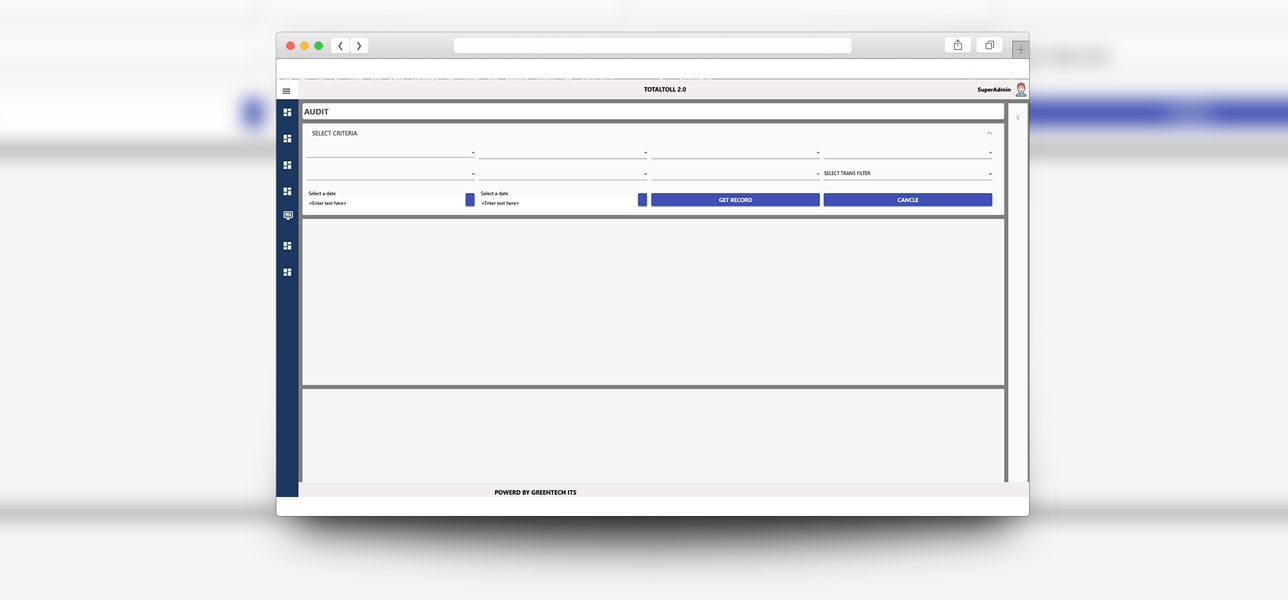 TOTALTOLL 2.0
SuperAdmin
AUDIT
SELECT CRITERIA
SELECT TRANS FILTER
Select a date
Select a date
<Enter text here>
<Enter text here>
GET RECORD
CANCLE
POWERD BY GREENTECH ITS